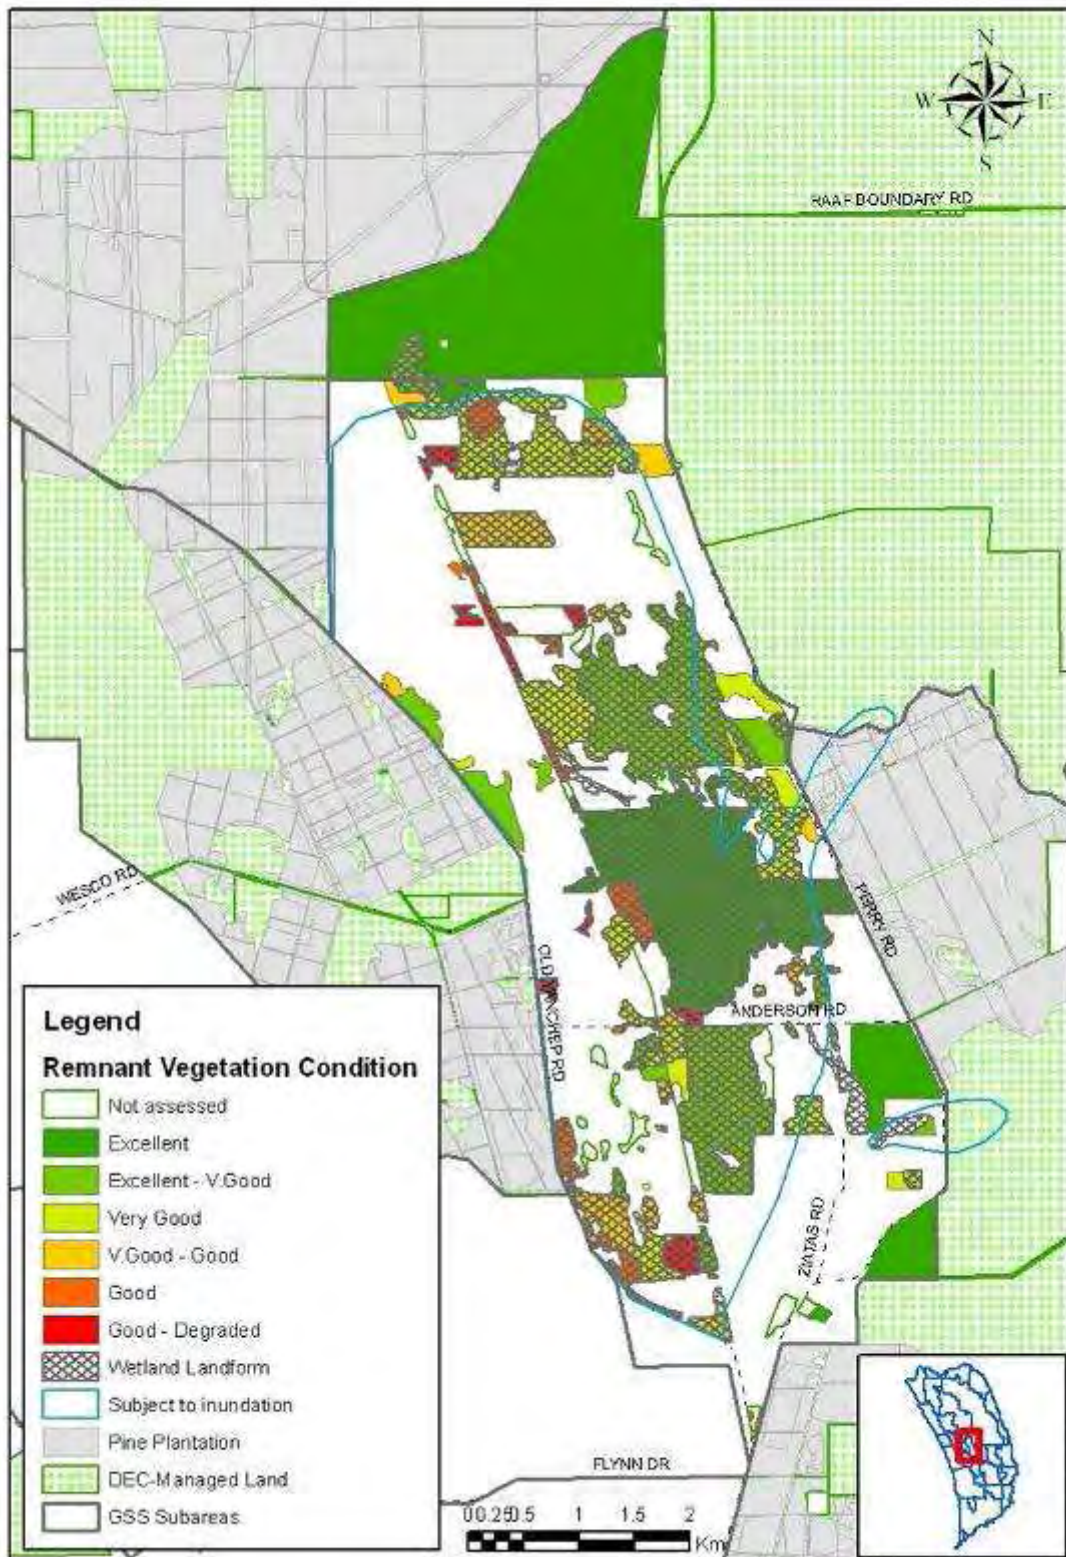 N
W E
S
RAAF BOUNDARY RD
WESCO RD
PERRY RD
ANDERSON RD
ZIATAS RD
FLYNN DR
Legend
Remnant Vegetation Condition
Not assessed
Excellent
Excellent - V.Good
Very Good
V.Good - Good
Good
Good - Degraded
Wetland Landform
Subject to inundation
Pine Plantation
DEC-Managed Land
GSS Subareas
0 0.25 0.5 1 1.5 2
Km